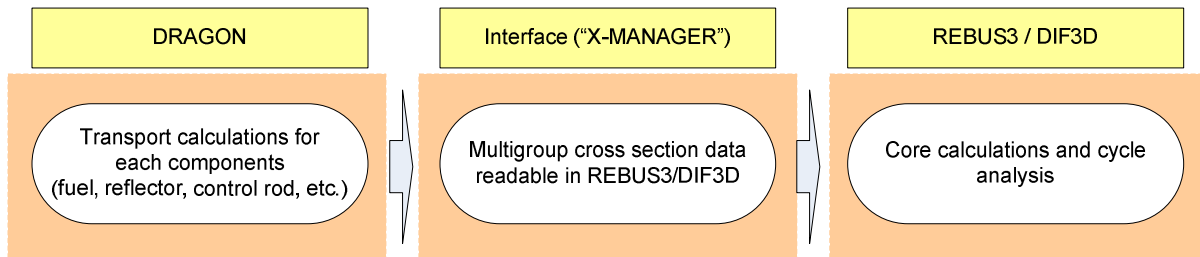 DRAGON
Transport calculations for
each components
(fuel, reflector, control rod, etc.)
Interface (“X-MANAGER”)
Multigroup cross section data
readable in REBUS3/DIF3D
REBUS3 / DIF3D
Core calculations and cycle
analysis